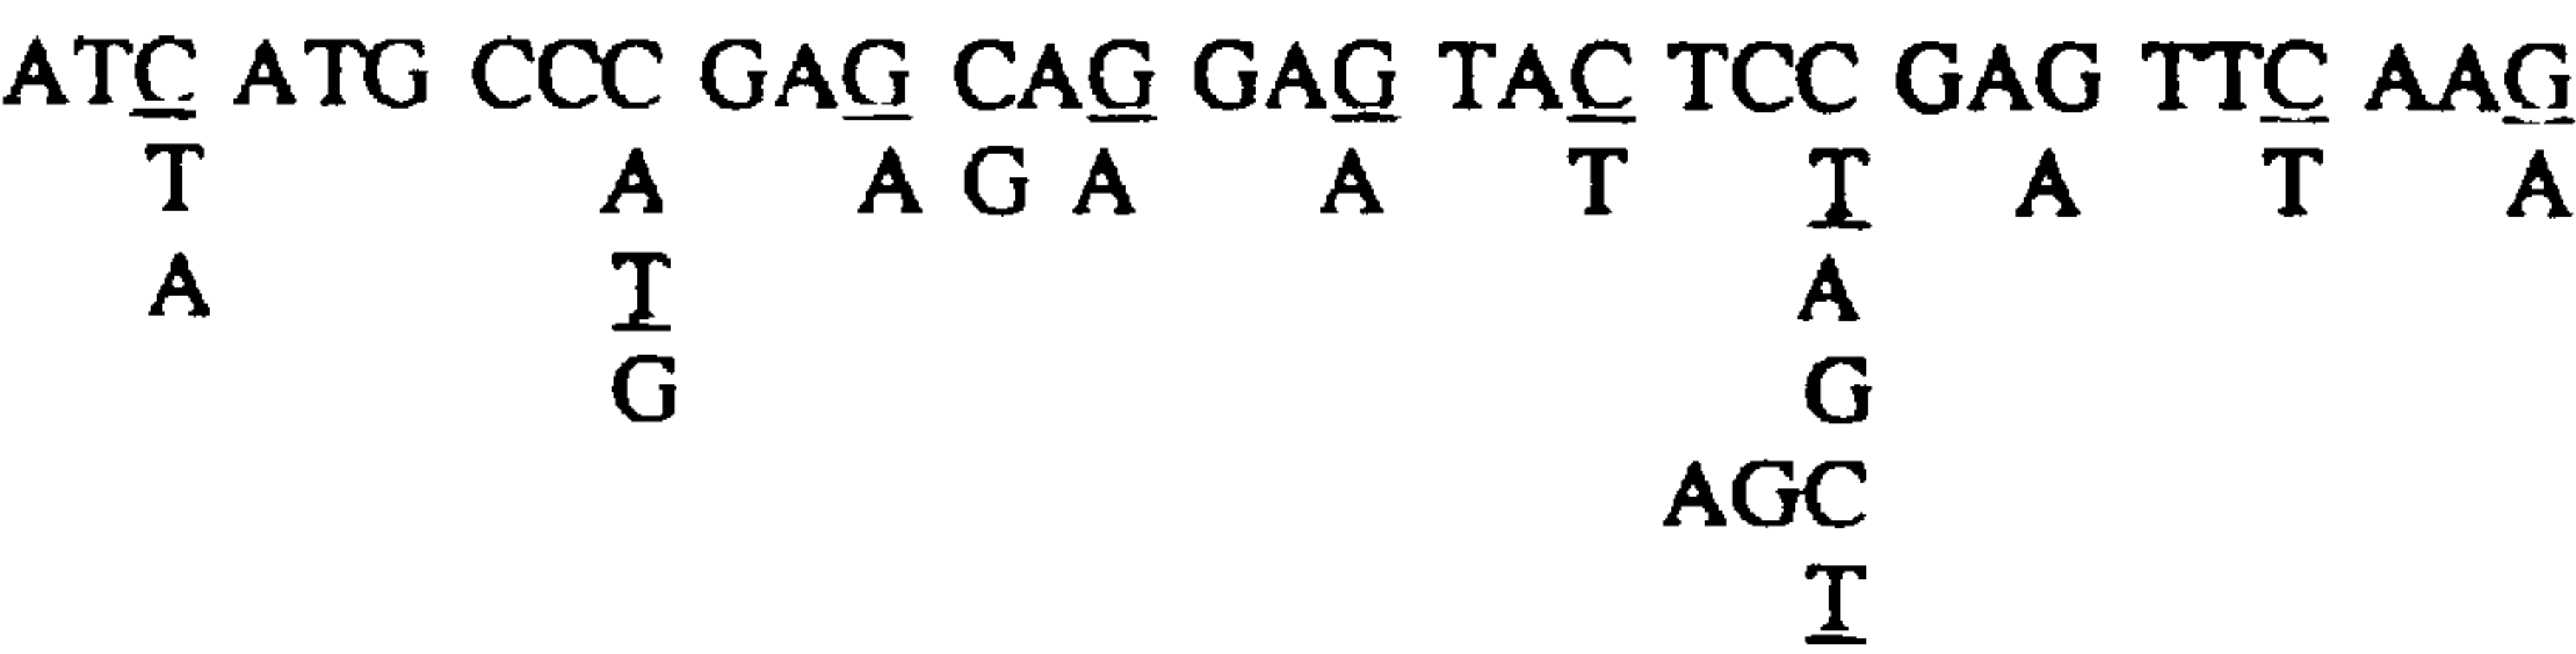 ATC ATG CCC GAG CAG GAG TAC TCC GAG TTC AAG
T A A G A A T T A T A
A T A
G G
AGC
T